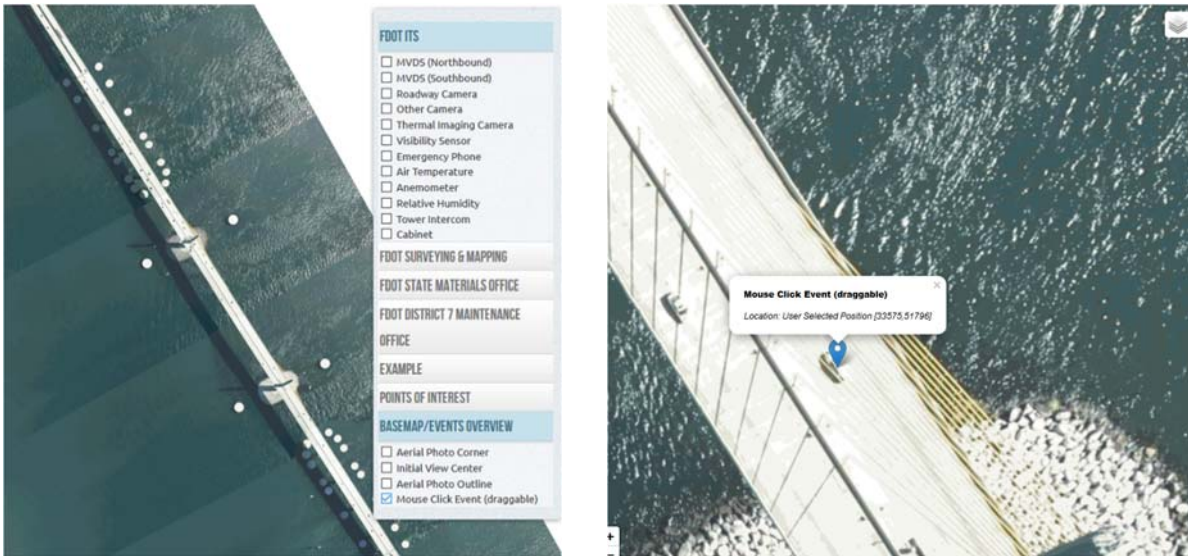 FDOT ITS
MVDS (Northbound)
MVDS (Southbound)
Roadway Camera
Other Camera
Thermal Imaging Camera
Visibility Sensor
Emergency Phone
Air Temperature
Anemometer
Relative Humidity
Tower Intercom
Cabinet
FDOT SURVEYING & MAPPING
FDOT STATE MATERIALS OFFICE
FDOT DISTRICT 7 MAINTENANCE
OFFICE
EXAMPLE
POINTS OF INTEREST
BASEMAP/EVENTS OVERVIEW
Aerial Photo Corner
Initial View Center
Aerial Photo Outline
Mouse Click Event (draggable)
Mouse Click Event (draggable)
Location: User Selected Position [33575,51796]